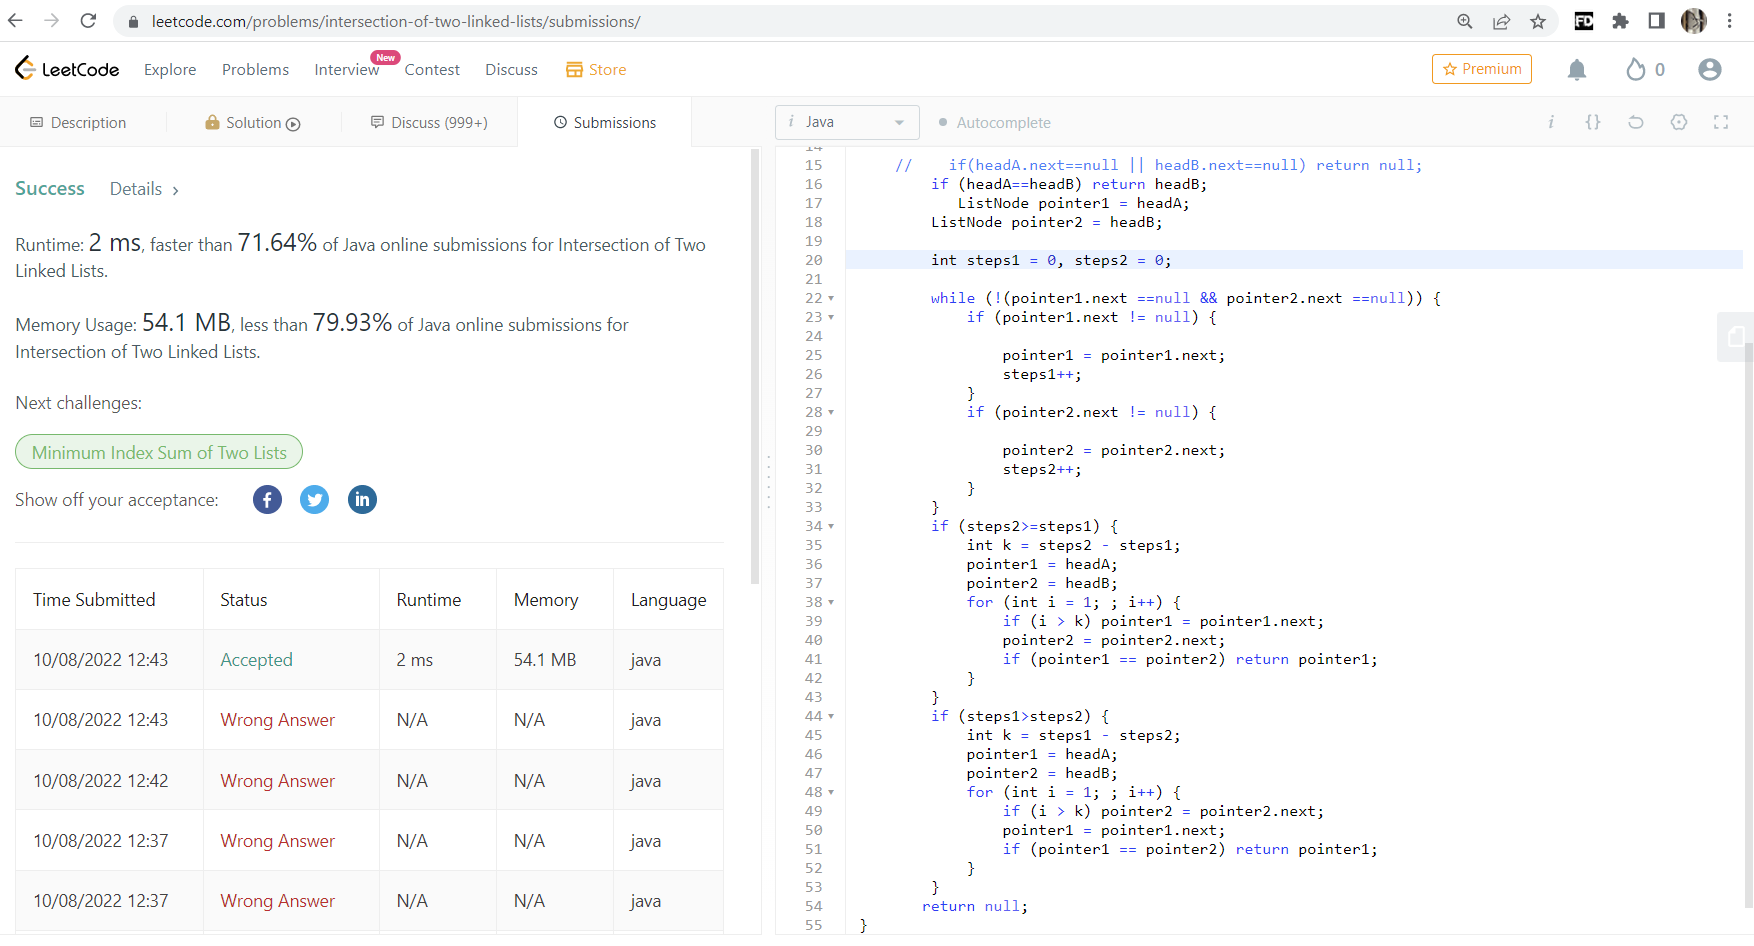 leetcode.com/problems/intersection-of-two-linked-lists/submissions/
FD
LeetCode Explore Problems Interview New Contest Discuss Store Premium 0
Description Solution Discuss (999+) Submissions
i Java Autocomplete i {}
Success Details >
Runtime: 2 ms, faster than 71.64% of Java online submissions for Intersection of Two
Linked Lists.
Memory Usage: 54.1 MB, less than 79.93% of Java online submissions for
Intersection of Two Linked Lists.
Next challenges:
Minimum Index Sum of Two Lists
Show off your acceptance: f in
Time Submitted Status Runtime Memory Language
10/08/2022 12:43 Accepted 2 ms 54.1 MB java
10/08/2022 12:43 Wrong Answer N/A N/A java
10/08/2022 12:42 Wrong Answer N/A N/A java
10/08/2022 12:37 Wrong Answer N/A N/A java
10/08/2022 12:37 Wrong Answer N/A N/A java
14
15 // if(headA.next==null || headB.next==null) return null;
16 if (headA==headB) return headB;
17 ListNode pointer1 = headA;
18 ListNode pointer2 = headB;
19
20 int steps1 = 0, steps2 = 0;
21
22 while (!(pointer1.next ==null && pointer2.next ==null)) {
23 if (pointer1.next != null) {
24
25 pointer1 = pointer1.next;
26 steps1++;
27 }
28 if (pointer2.next != null) {
29
30 pointer2 = pointer2.next;
31 steps2++;
32 }
33 }
34 if (steps2>=steps1) {
35 int k = steps2 - steps1;
36 pointer1 = headA;
37 pointer2 = headB;
38 for (int i = 1; ; i++) {
39 if (i > k) pointer1 = pointer1.next;
40 pointer2 = pointer2.next;
41 if (pointer1 == pointer2) return pointer1;
42 }
43 }
44 if (steps1>steps2) {
45 int k = steps1 - steps2;
46 pointer1 = headA;
47 pointer2 = headB;
48 for (int i = 1; ; i++) {
49 if (i > k) pointer2 = pointer2.next;
50 pointer1 = pointer1.next;
51 if (pointer1 == pointer2) return pointer1;
52 }
53 }
54 return null;
55 }